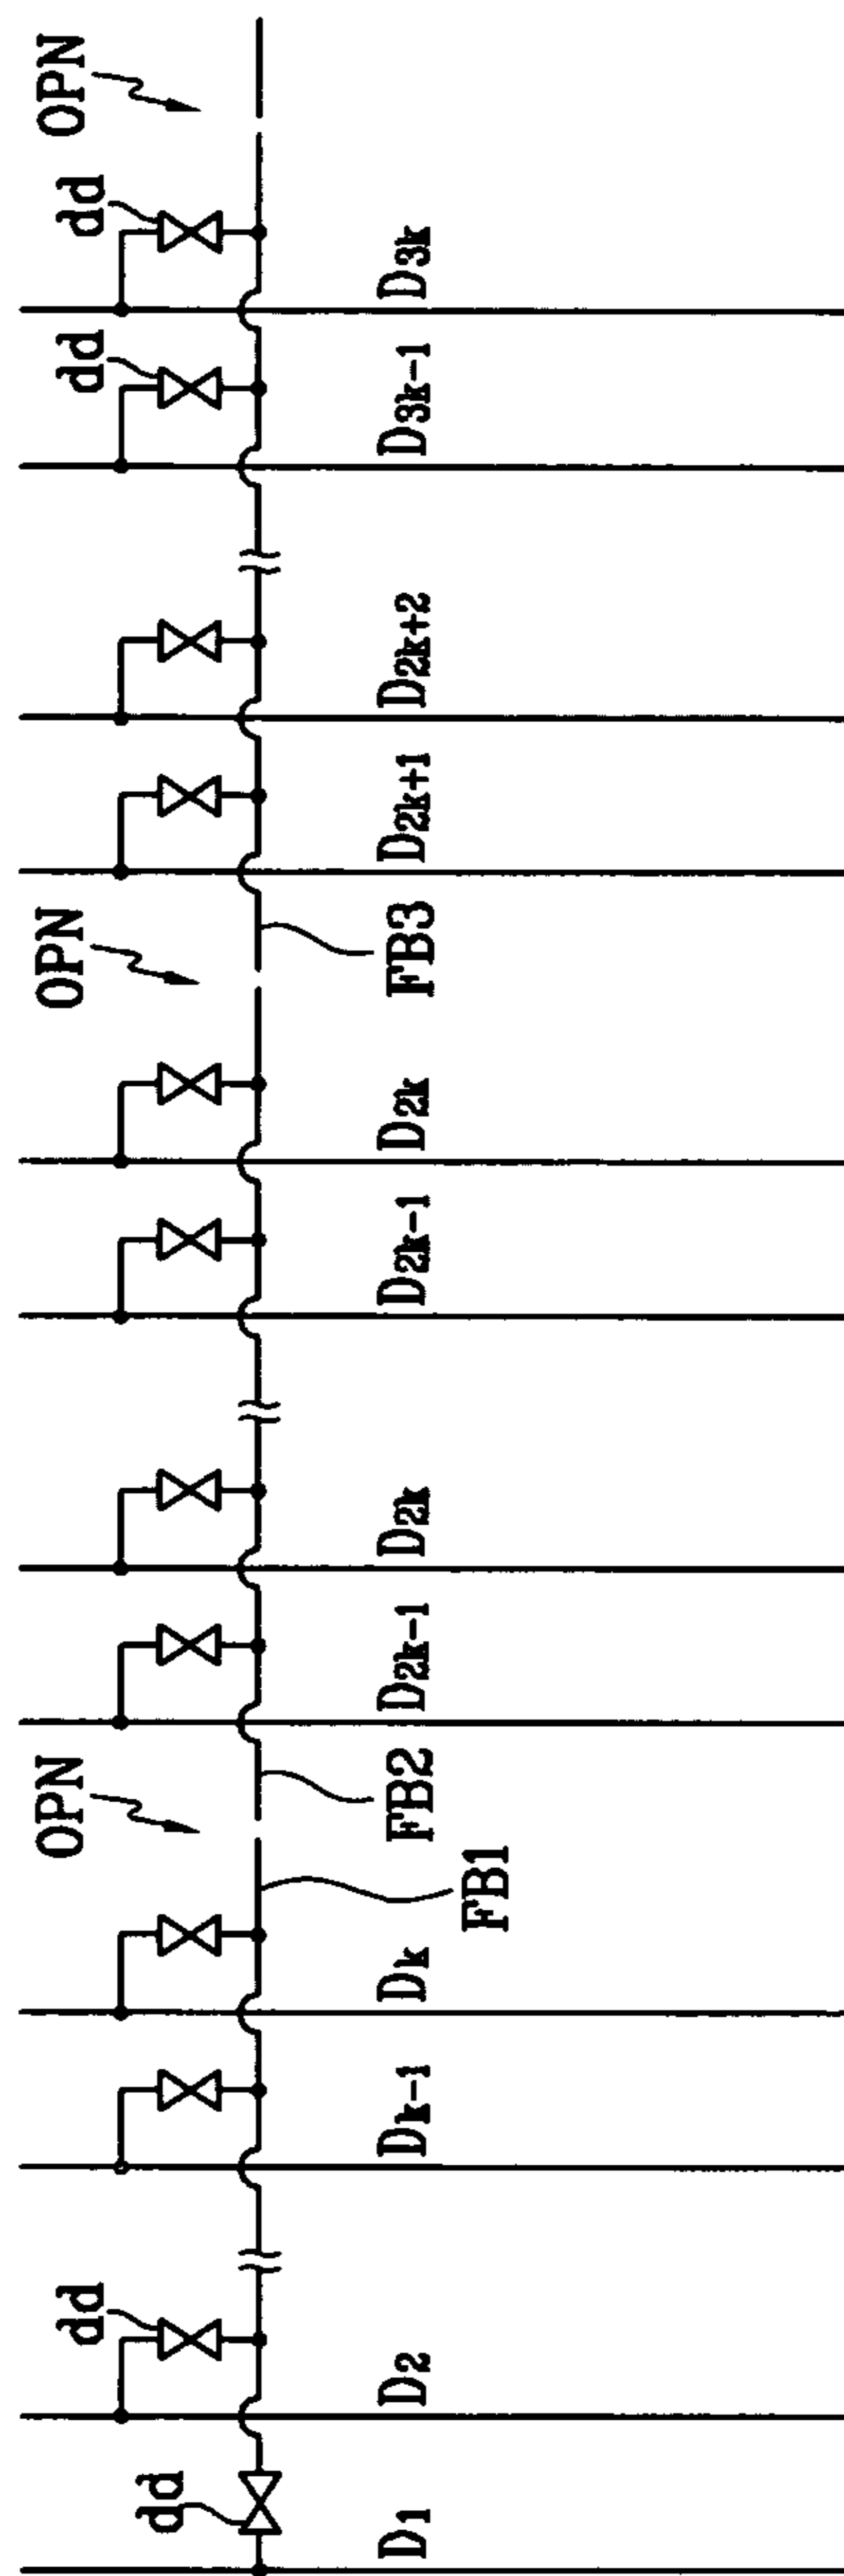 OPN
OPN
OPN
dd
dd
dd
dd
FB1
FB2
FB3
D1
D2
Dk-1
Dk
D2k-1
D2k
D2k-1
D2k
D2k+1
D2k+2
D3k-1
D3k